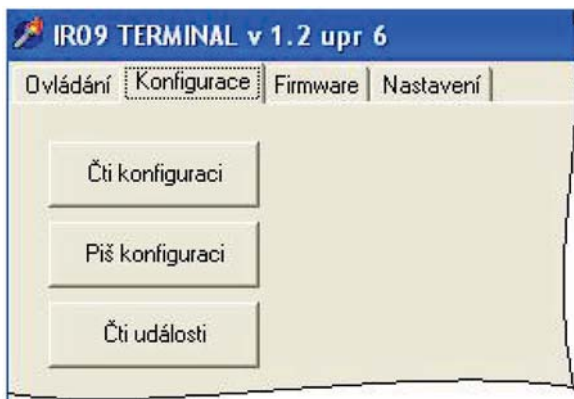 IR09 TERMINAL v 1.2 upr 6
Ovládání Konfigurace Firmware Nastavení
Čti konfiguraci
Piš konfiguraci
Čti události